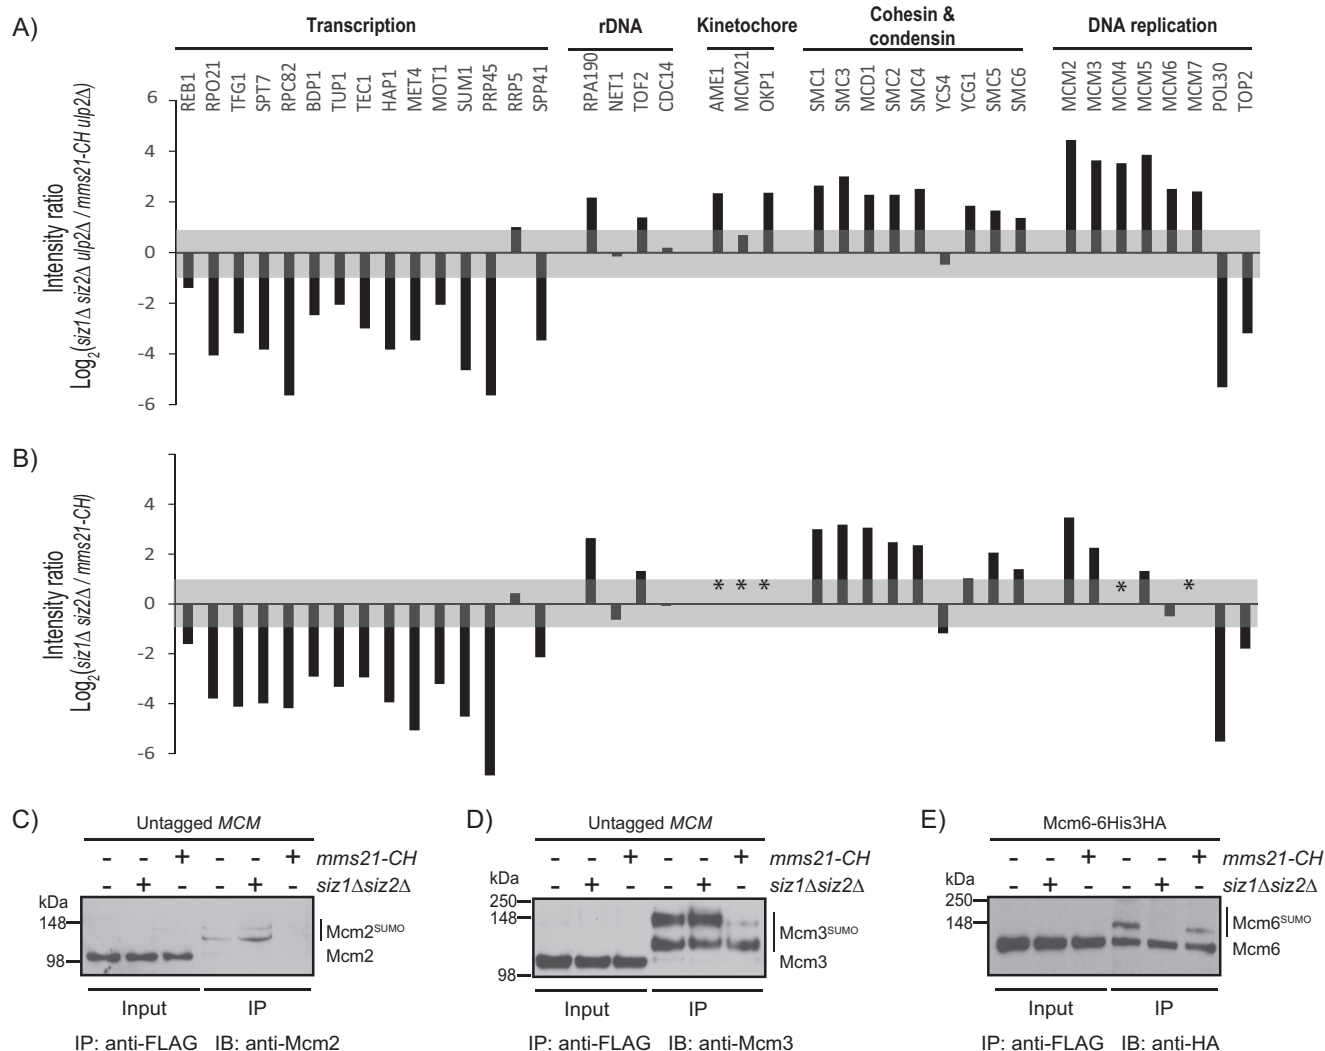 A)
Transcription
rDNA
Kinetochore
Cohesin &
condensin
DNA replication
REB1
RPO21
TFG1
SPT7
RPC82
BDP1
TUP1
TEC1
HAP1
MET4
MOT1
SUM1
PRP45
RRP5
SPP41
RPA190
NET1
TOF2
CDC14
AME1
MCM21
OKP1
SMC1
SMC3
MCD1
SMC2
SMC4
YCS4
YCG1
SMC5
SMC6
MCM2
MCM3
MCM4
MCM5
MCM6
MCM7
POL30
TOP2
Intensity ratio
Log2(siz1Δ siz2Δ ulp2Δ / mms21-CH ulp2Δ)
6
4
2
0
-2
-4
-6
B)
Intensity ratio
Log2(siz1Δ siz2Δ / mms21-CH)
4
2
0
-2
-4
-6
* * * * *
C)
Untagged MCM
- - + - - + mms21-CH
- + - - + - siz1Δsiz2Δ
kDa
148
98
Mcm2SUMO
Mcm2
Input IP
IP: anti-FLAG IB: anti-Mcm2
D)
Untagged MCM
- - + - - + mms21-CH
- + - - + - siz1Δsiz2Δ
kDa
250
148
98
Mcm3SUMO
Mcm3
Input IP
IP: anti-FLAG IB: anti-Mcm3
E)
Mcm6-6His3HA
- - + - - + mms21-CH
- + - - + - siz1Δsiz2Δ
kDa
250
148
Mcm6SUMO
Mcm6
Input IP
IP: anti-FLAG IB: anti-HA